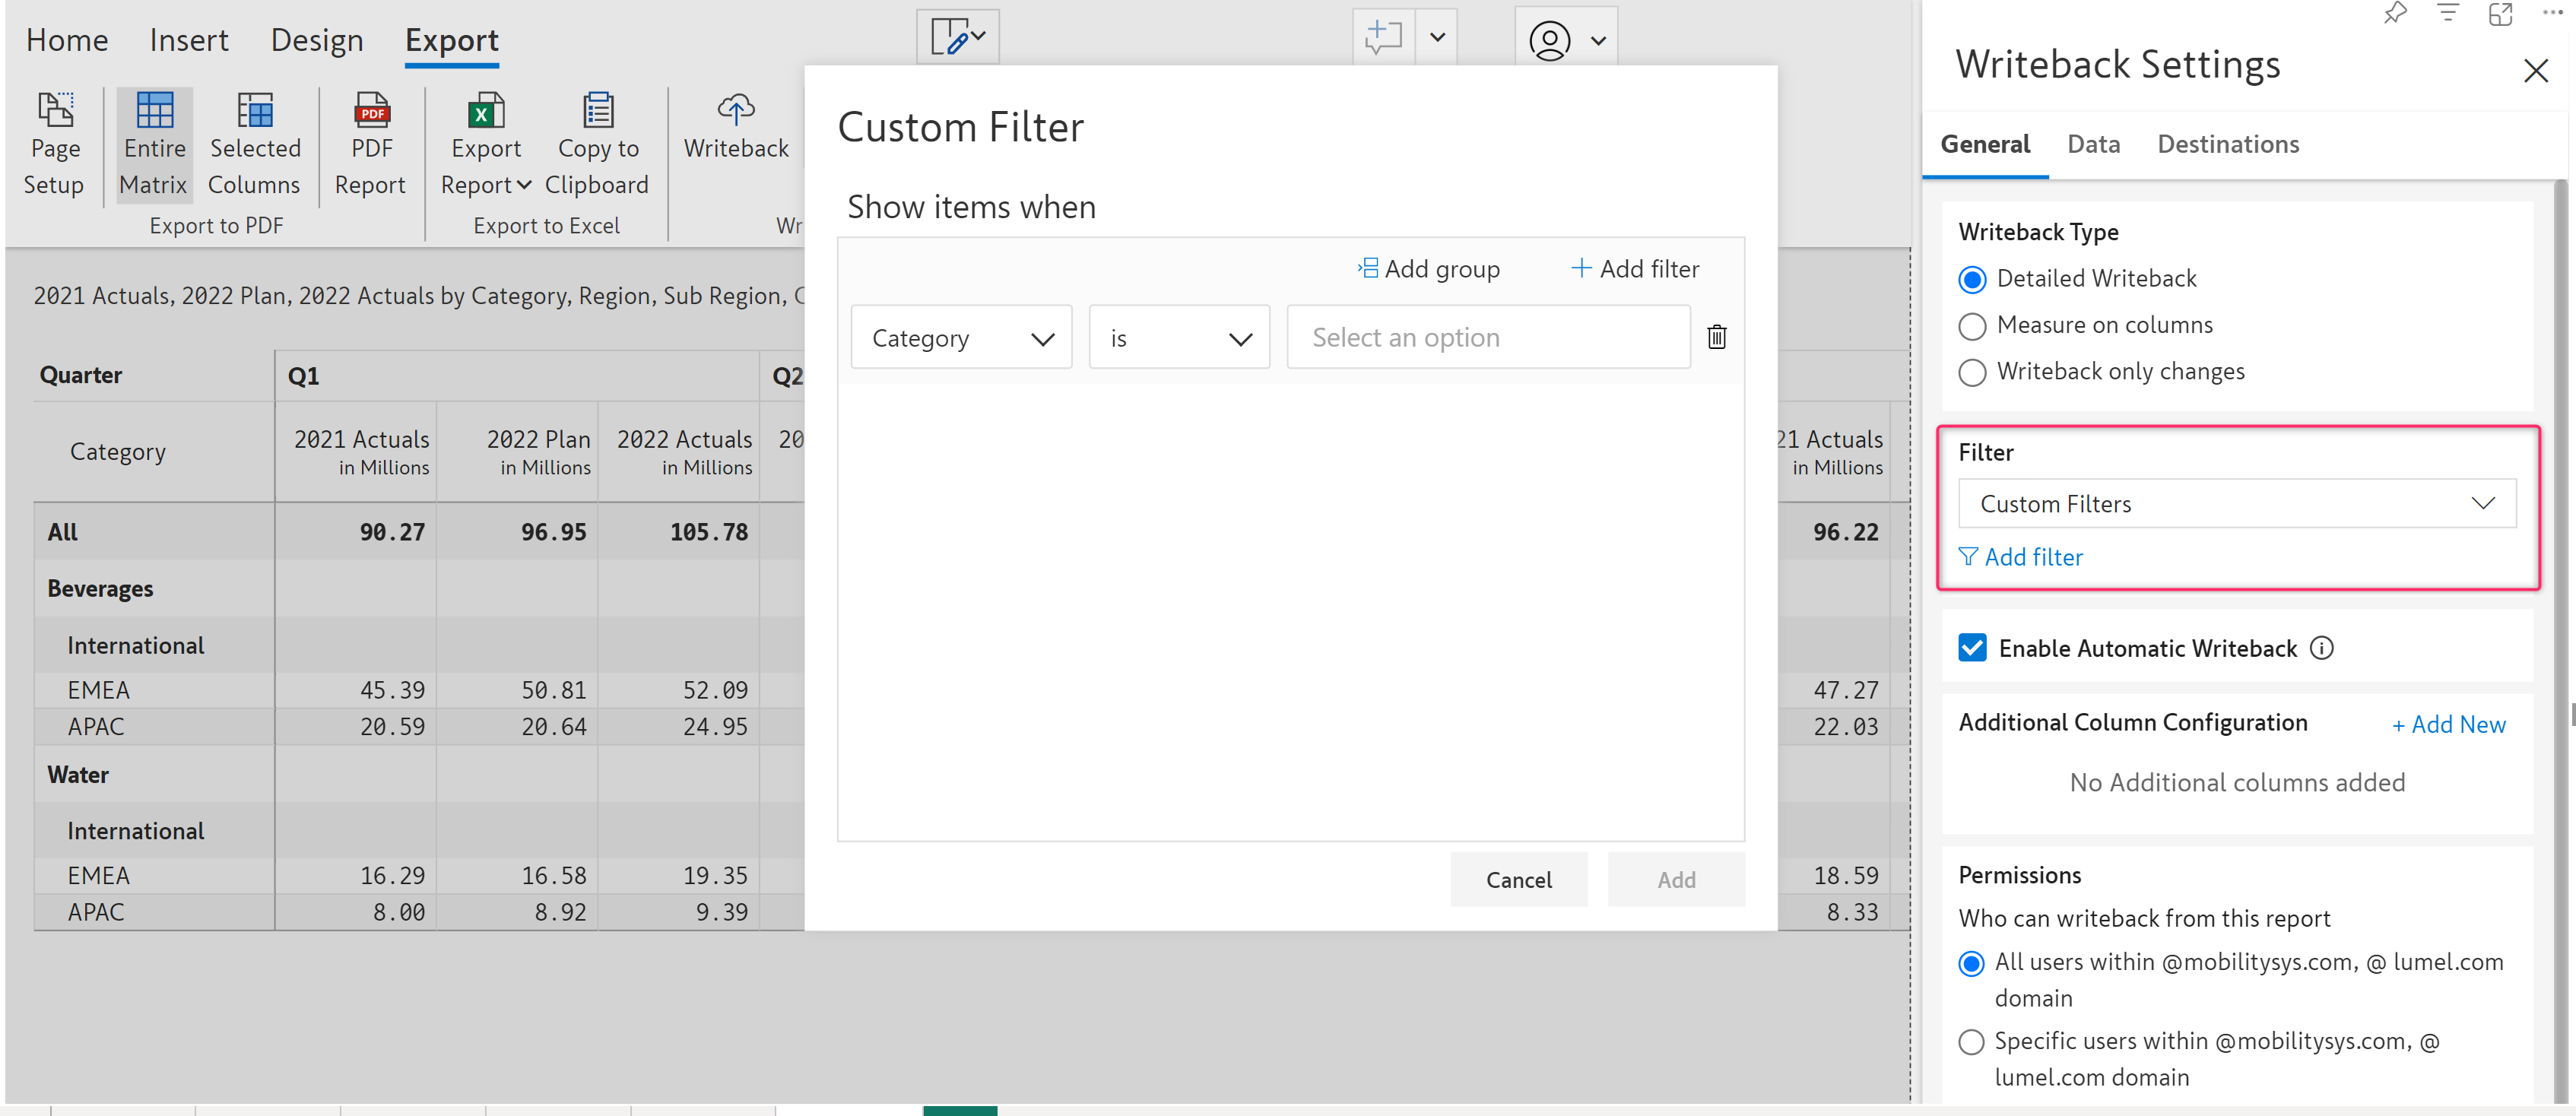 Home Insert Design Export
Page Setup
Entire Matrix
Selected Columns
PDF Report
Export Report
Copy to Clipboard
Writeback
Export to PDF
Export to Excel
Wr
2021 Actuals, 2022 Plan, 2022 Actuals by Category, Region, Sub Region, C
Quarter Q1 Q2
Category 2021 Actuals in Millions 2022 Plan in Millions 2022 Actuals in Millions 20 21 Actuals in Millions
All 90.27 96.95 105.78 96.22
Beverages
International
EMEA 45.39 50.81 52.09 47.27
APAC 20.59 20.64 24.95 22.03
Water
International
EMEA 16.29 16.58 19.35 18.59
APAC 8.00 8.92 9.39 8.33
Custom Filter
Show items when
Add group + Add filter
Category is Select an option
Cancel Add
Writeback Settings
General Data Destinations
Writeback Type
Detailed Writeback
Measure on columns
Writeback only changes
Filter
Custom Filters
Add filter
Enable Automatic Writeback
Additional Column Configuration + Add New
No Additional columns added
Permissions
Who can writeback from this report
All users within @mobilitysys.com, @ lumel.com
domain
Specific users within @mobilitysys.com, @
lumel.com domain